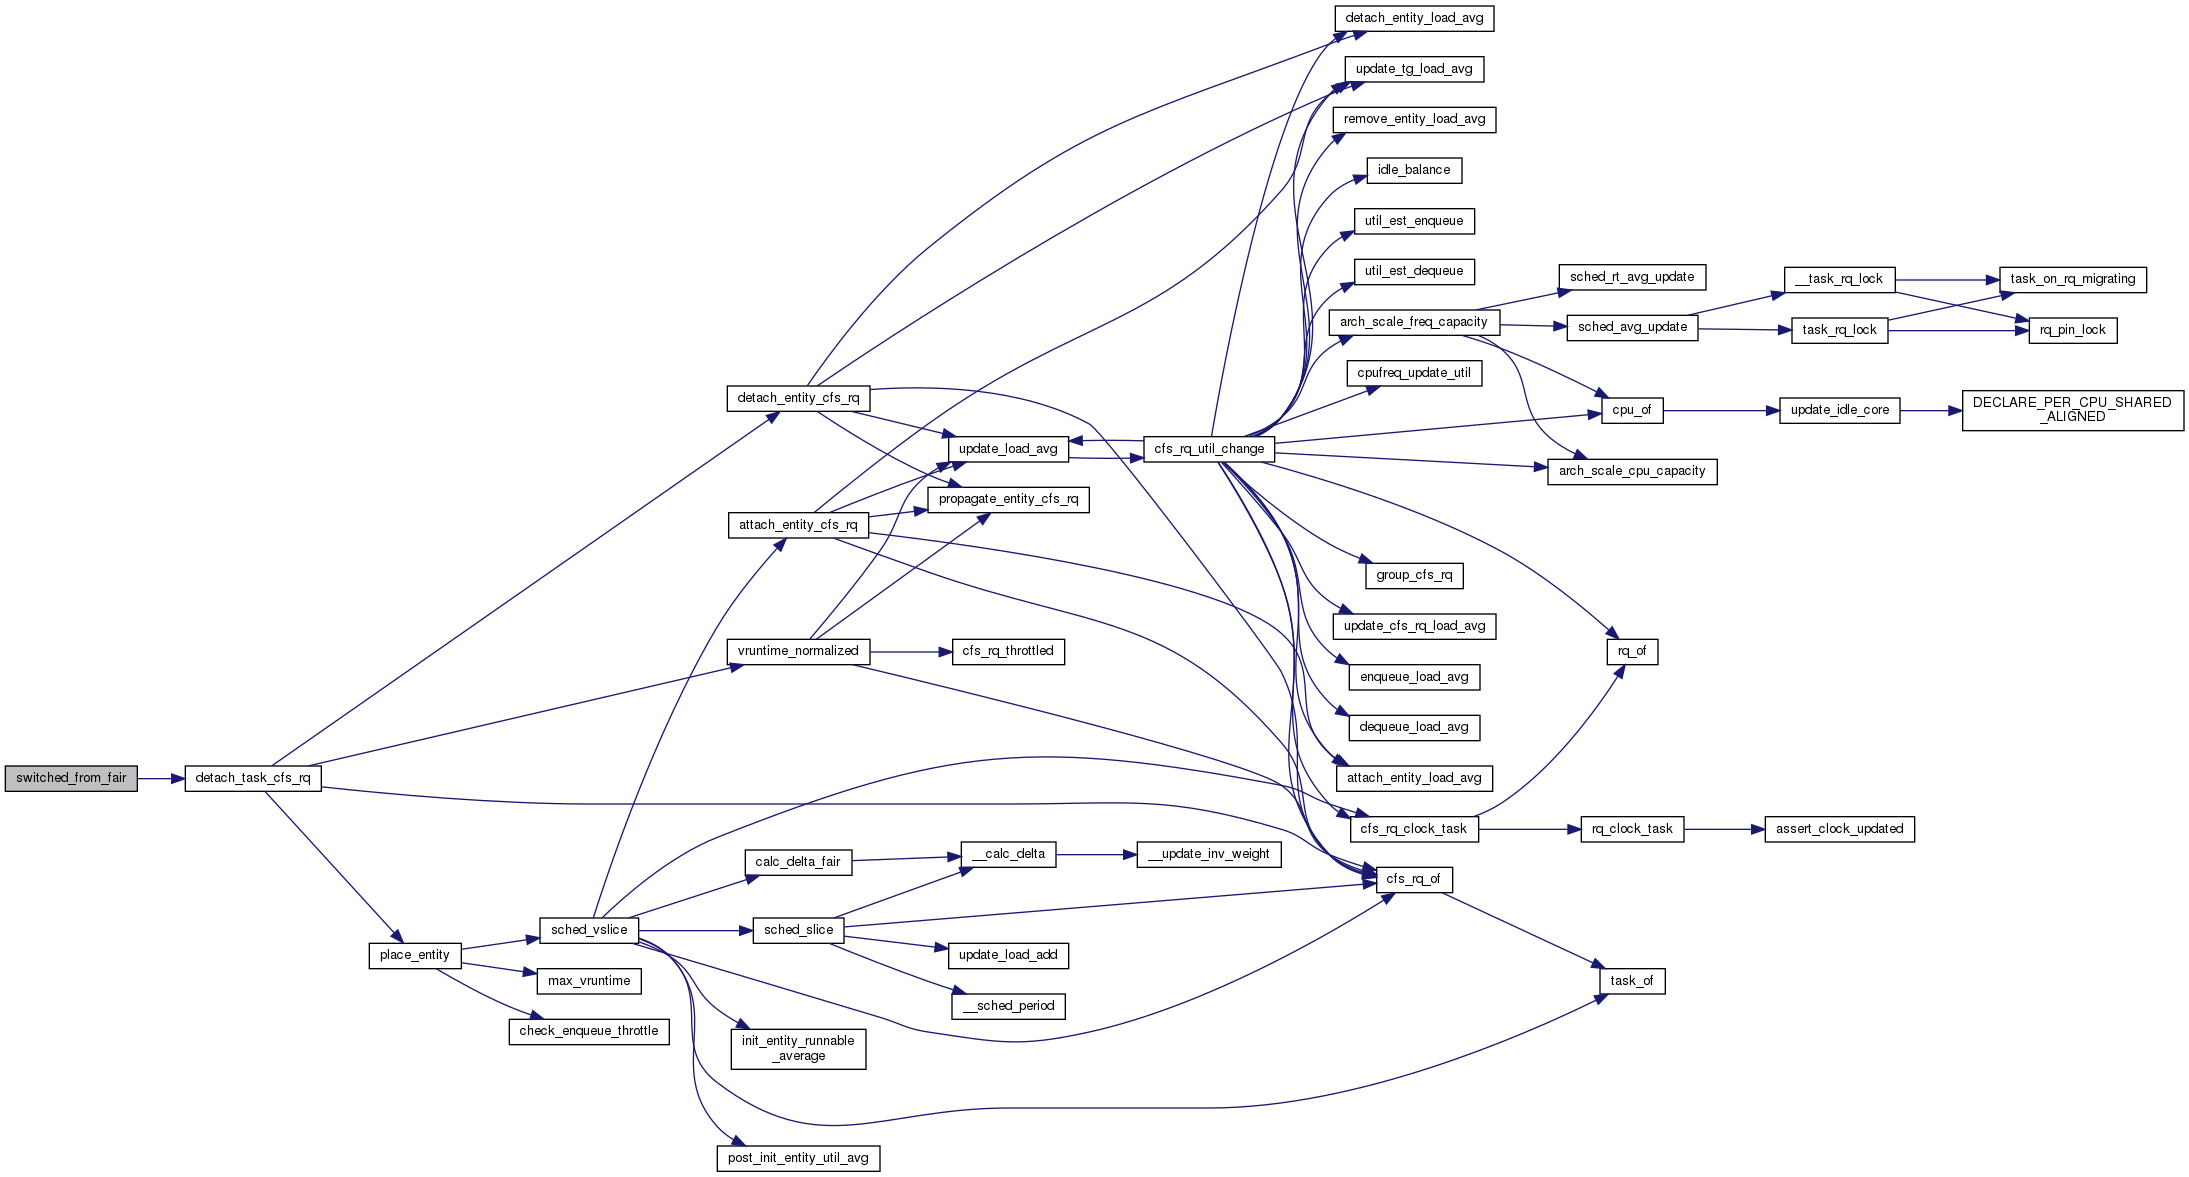 detach_entity_load_avg
update_tg_load_avg
remove_entity_load_avg
idle_balance
util_est_enqueue
util_est_dequeue
sched_rt_avg_update
__task_rq_lock
task_on_rq_migrating
arch_scale_freq_capacity
sched_avg_update
task_rq_lock
rq_pin_lock
cpufreq_update_util
detach_entity_cfs_rq
cpu_of
update_idle_core
DECLARE_PER_CPU_SHARED
_ALIGNED
update_load_avg
cfs_rq_util_change
arch_scale_cpu_capacity
propagate_entity_cfs_rq
attach_entity_cfs_rq
group_cfs_rq
update_cfs_rq_load_avg
vruntime_normalized
cfs_rq_throttled
rq_of
enqueue_load_avg
dequeue_load_avg
switched_from_fair
detach_task_cfs_rq
attach_entity_load_avg
cfs_rq_clock_task
rq_clock_task
assert_clock_updated
calc_delta_fair
__calc_delta
__update_inv_weight
cfs_rq_of
sched_vslice
sched_slice
place_entity
update_load_add
max_vruntime
task_of
__sched_period
check_enqueue_throttle
init_entity_runnable
_average
post_init_entity_util_avg